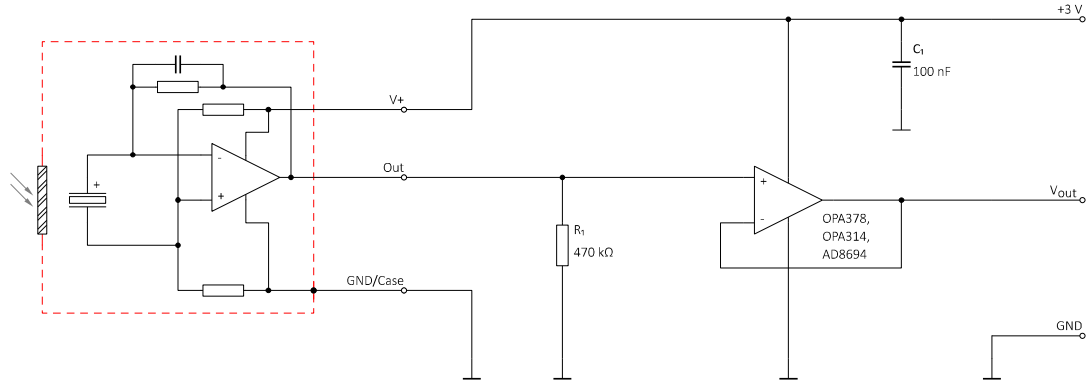 +3 V
C₁
100 nF
V+
-
+
+
Out
+
-
Vout
OPA378,
OPA314,
AD8694
R₁
470 kΩ
GND/Case
GND